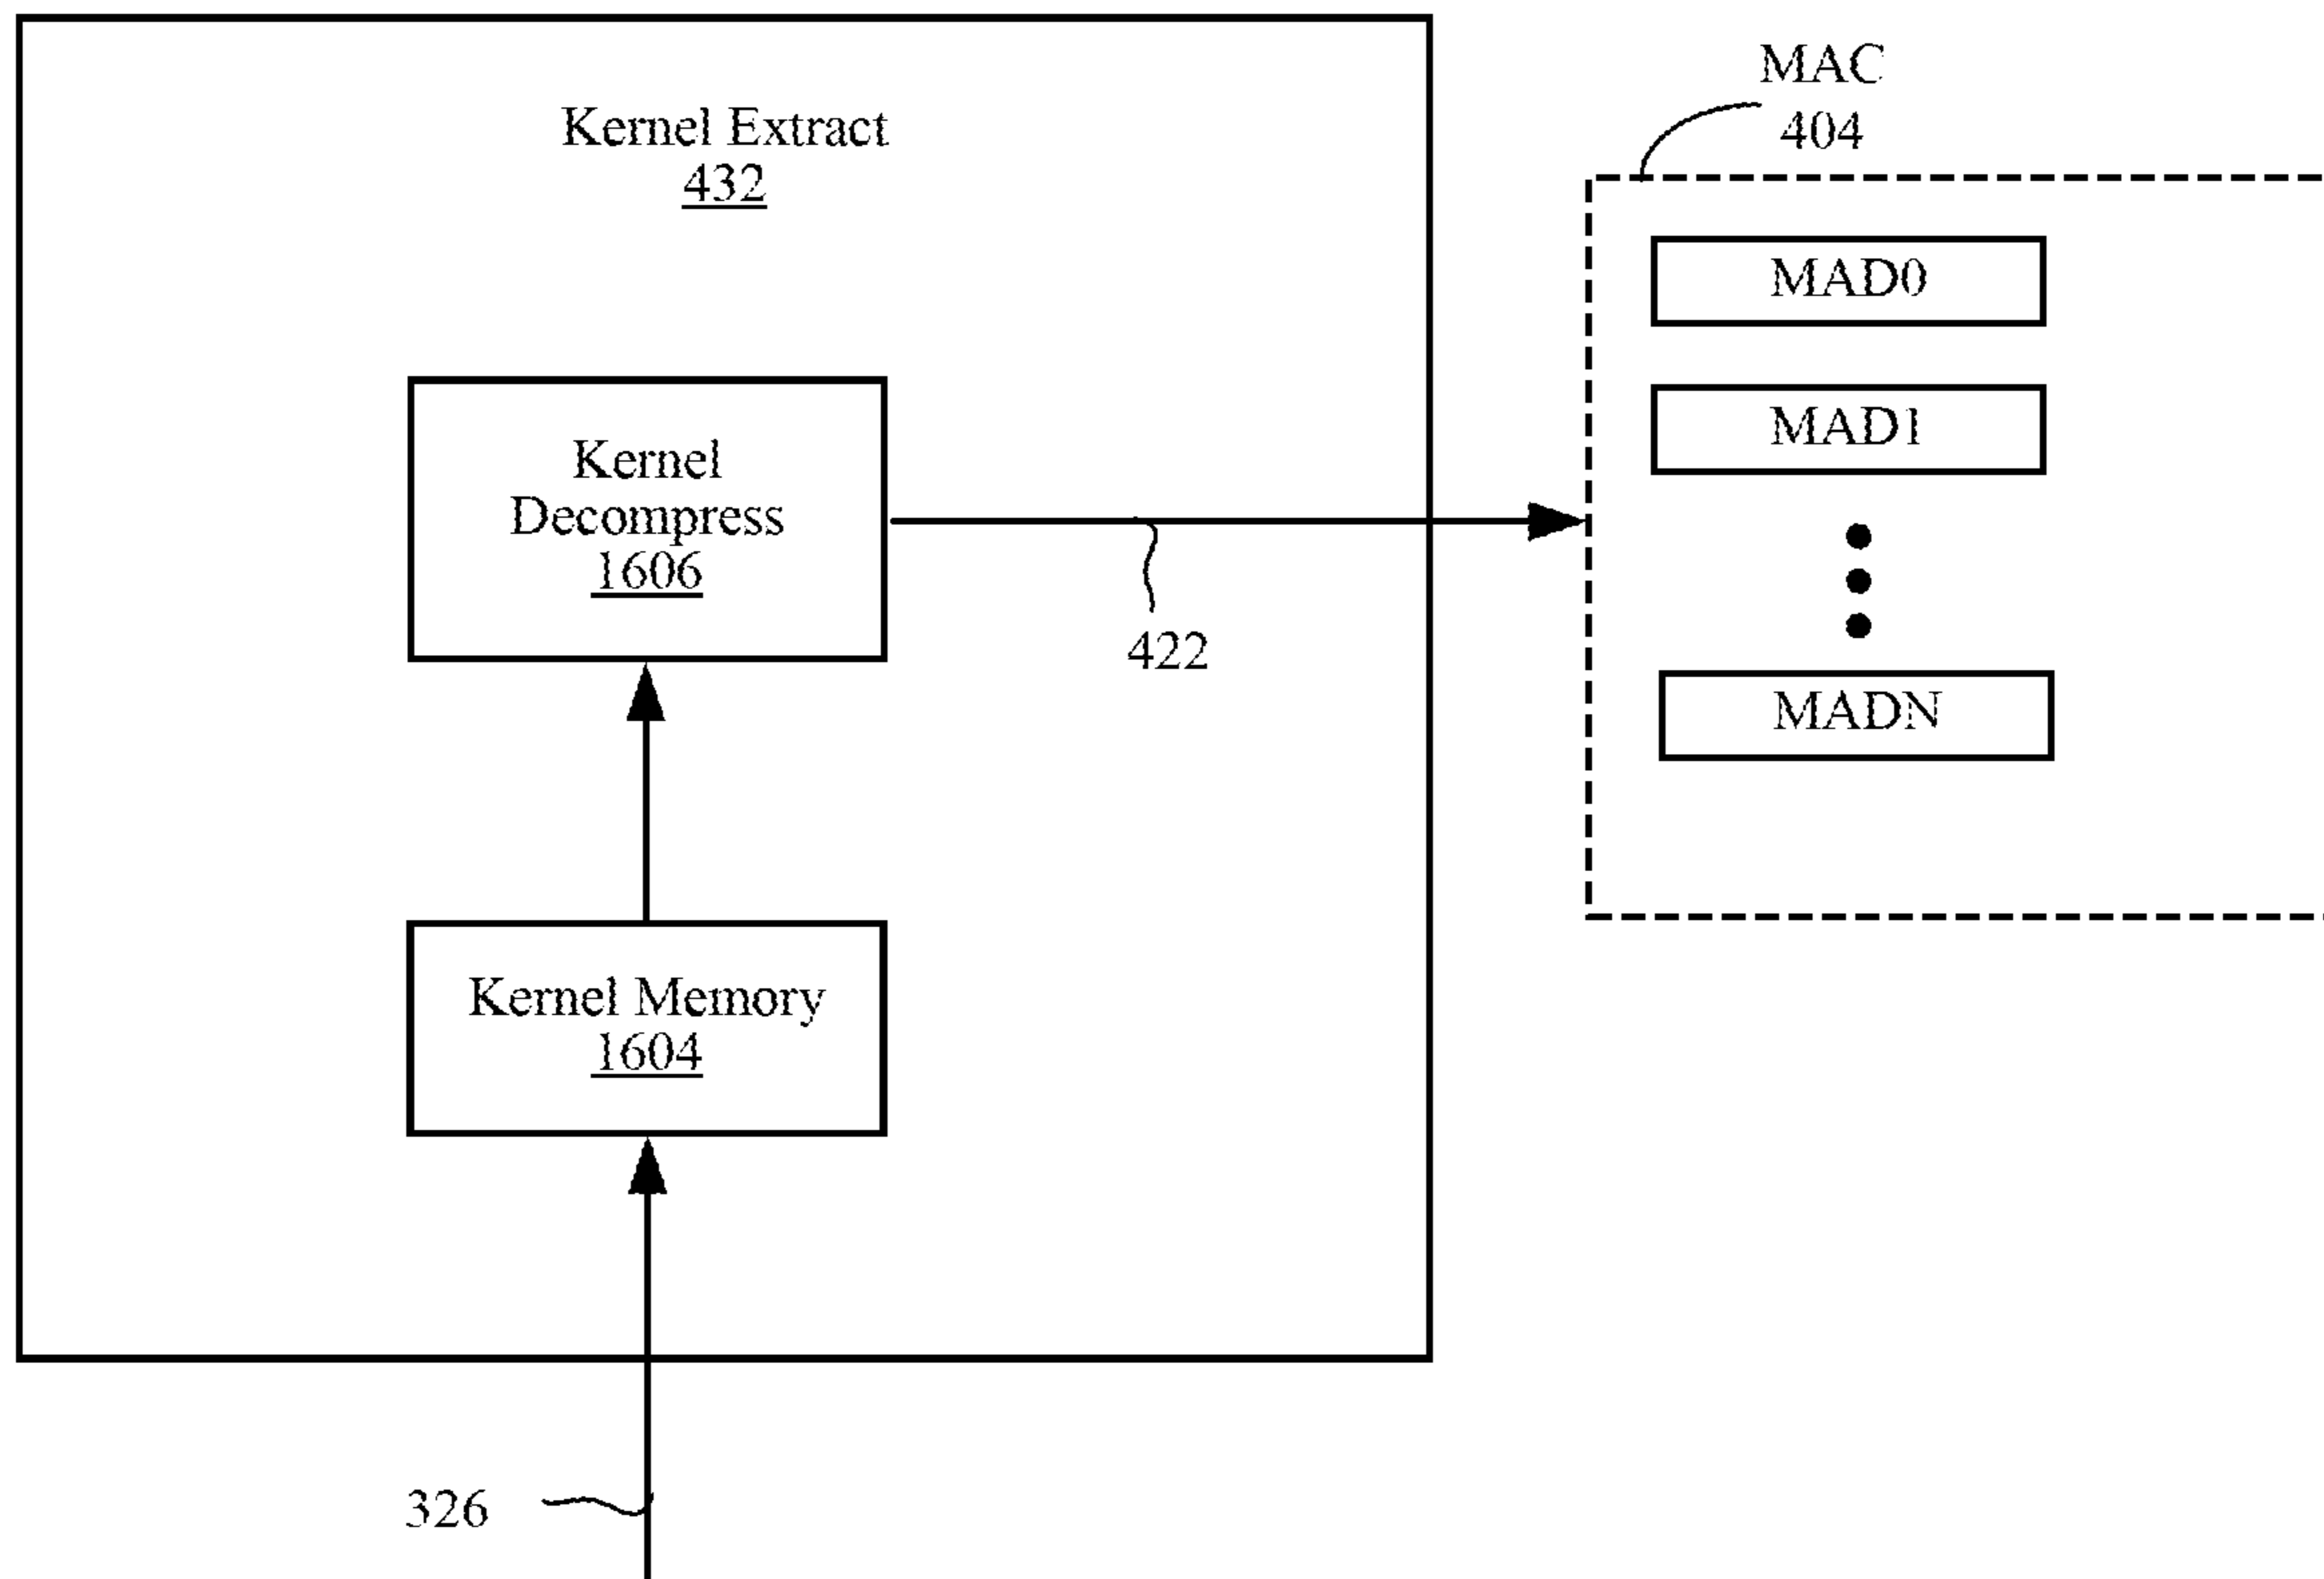 Kernel Extract
432
MAC
404
MAD0
MAD1
Kernel
Decompress
1606
422
MADN
Kernel Memory
1604
326